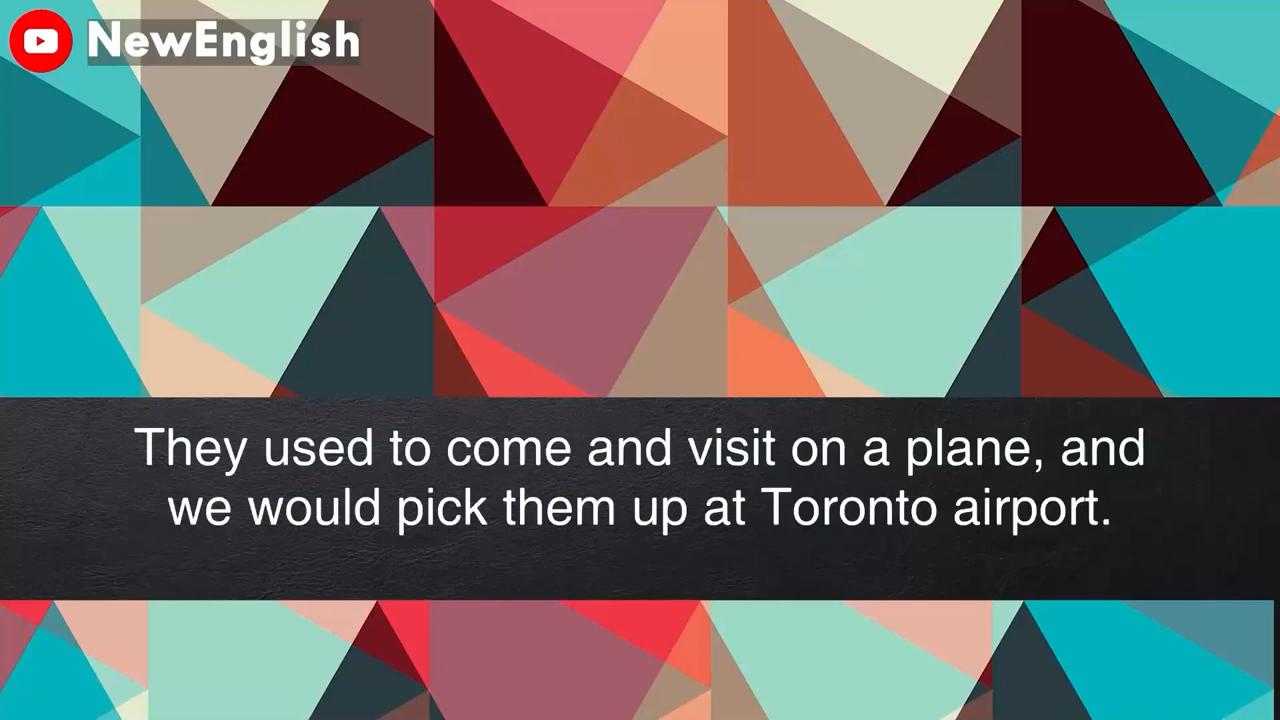 NewEnglish
They used to come and visit on a plane, and
we would pick them up at Toronto airport.